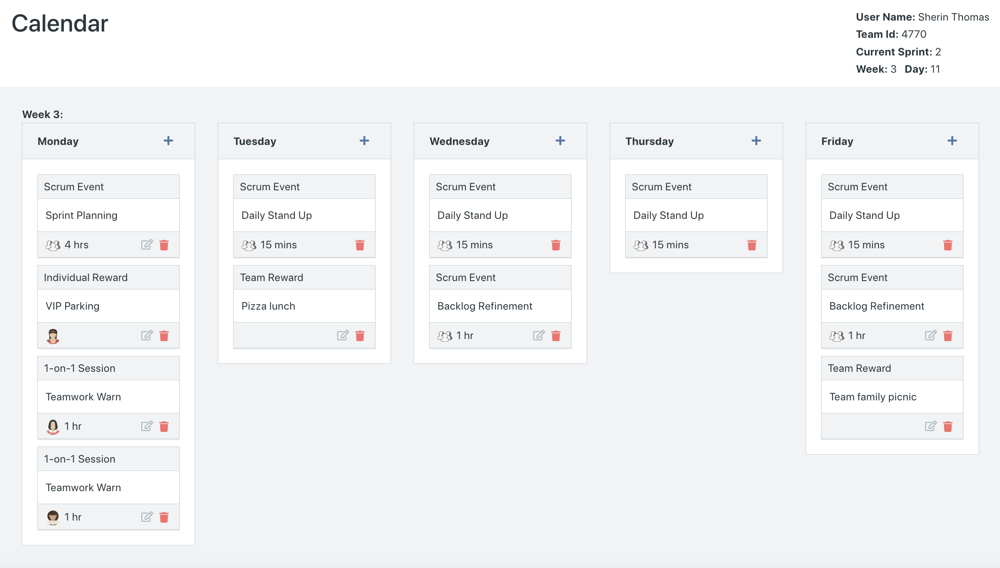 Calendar
User Name: Sherin Thomas
Team Id: 4770
Current Sprint: 2
Week: 3 Day: 11
Week 3:
Monday
Scrum Event
Sprint Planning
4 hrs
Individual Reward
VIP Parking
1-on-1 Session
Teamwork Warn
1 hr
1-on-1 Session
Teamwork Warn
1 hr
Tuesday
Scrum Event
Daily Stand Up
15 mins
Team Reward
Pizza lunch
Wednesday
Scrum Event
Daily Stand Up
15 mins
Scrum Event
Backlog Refinement
1 hr
Thursday
Scrum Event
Daily Stand Up
15 mins
Friday
Scrum Event
Daily Stand Up
15 mins
Scrum Event
Backlog Refinement
1 hr
Team Reward
Team family picnic